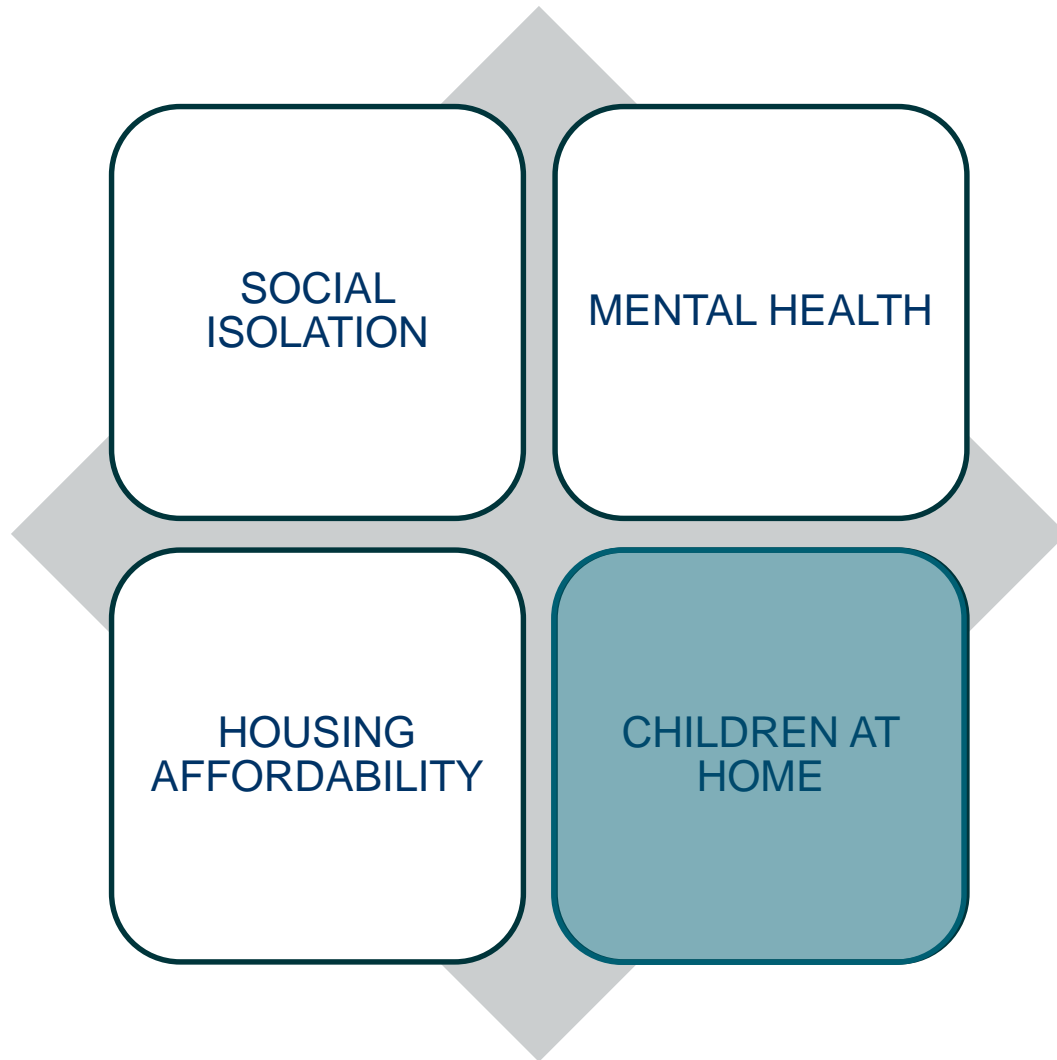 SOCIAL
ISOLATION
MENTAL HEALTH
HOUSING
AFFORDABILITY
CHILDREN AT
HOME